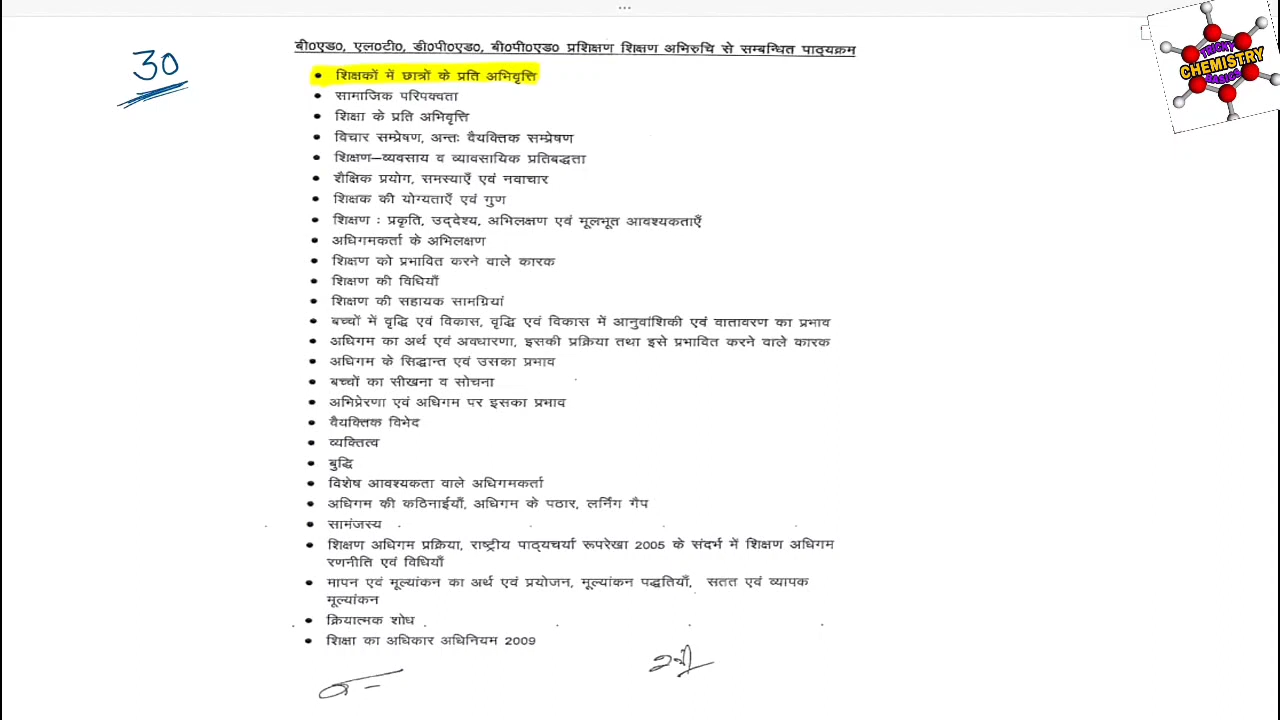 ...
30
बी0एड0, एल0टी0, डी0पी0एड0, बी0पी0एड0 प्रशिक्षण शिक्षण अभिरुचि से सम्बन्धित पाठ्यक्रम
TRICKY
CHEMISTRY
BASICS
• शिक्षकों में छात्रों के प्रति अभिवृत्ति
• सामाजिक परिपक्वता
• शिक्षा के प्रति अभिवृत्ति
• विचार सम्प्रेषण, अन्तः वैयक्तिक सम्प्रेषण
• शिक्षण–व्यवसाय व व्यावसायिक प्रतिबद्धता
• शैक्षिक प्रयोग, समस्याएँ एवं नवाचार
• शिक्षक की योग्यताएँ एवं गुण
• शिक्षण : प्रकृति, उद्देश्य, अभिलक्षण एवं मूलभूत आवश्यकताएँ
• अधिगमकर्ता के अभिलक्षण
• शिक्षण को प्रभावित करने वाले कारक
• शिक्षण की विधियाँ
• शिक्षण की सहायक सामग्रियां
• बच्चों में वृद्धि एवं विकास, वृद्धि एवं विकास में आनुवांशिकी एवं वातावरण का प्रभाव
• अधिगम का अर्थ एवं अवधारणा, इसकी प्रक्रिया तथा इसे प्रभावित करने वाले कारक
• अधिगम के सिद्धान्त एवं उसका प्रभाव
• बच्चों का सीखना व सोचना
• अभिप्रेरणा एवं अधिगम पर इसका प्रभाव
• वैयक्तिक विभेद
• व्यक्तित्व
• बुद्धि
• विशेष आवश्यकता वाले अधिगमकर्ता
• अधिगम की कठिनाईयाँ, अधिगम के पठार, लर्निंग गैप
• सामंजस्य
• शिक्षण अधिगम प्रक्रिया, राष्ट्रीय पाठ्यचर्या रूपरेखा 2005 के संदर्भ में शिक्षण अधिगम
रणनीति एवं विधियाँ
• मापन एवं मूल्यांकन का अर्थ एवं प्रयोजन, मूल्यांकन पद्धतियाँ, सतत एवं व्यापक
मूल्यांकन
• क्रियात्मक शोध
• शिक्षा का अधिकार अधिनियम 2009